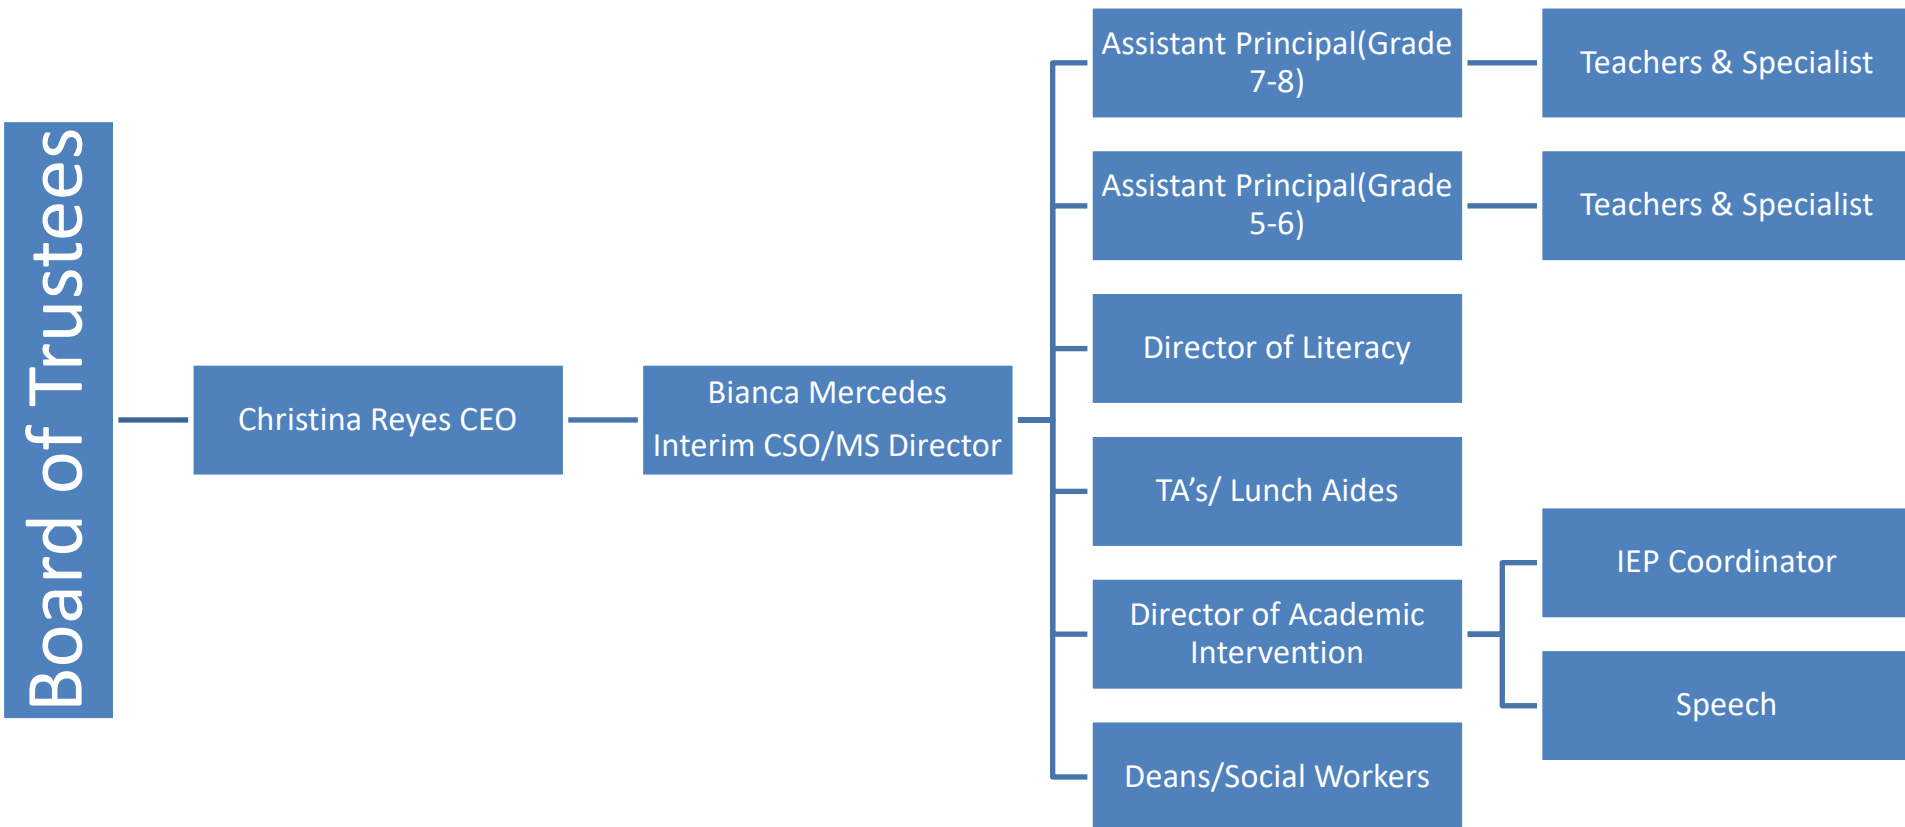 Board of Trustees
Christina Reyes CEO
Bianca Mercedes
Interim CSO/MS Director
Assistant Principal(Grade
7-8)
Teachers & Specialist
Assistant Principal(Grade
5-6)
Teachers & Specialist
Director of Literacy
TA’s/ Lunch Aides
Director of Academic
Intervention
IEP Coordinator
Speech
Deans/Social Workers